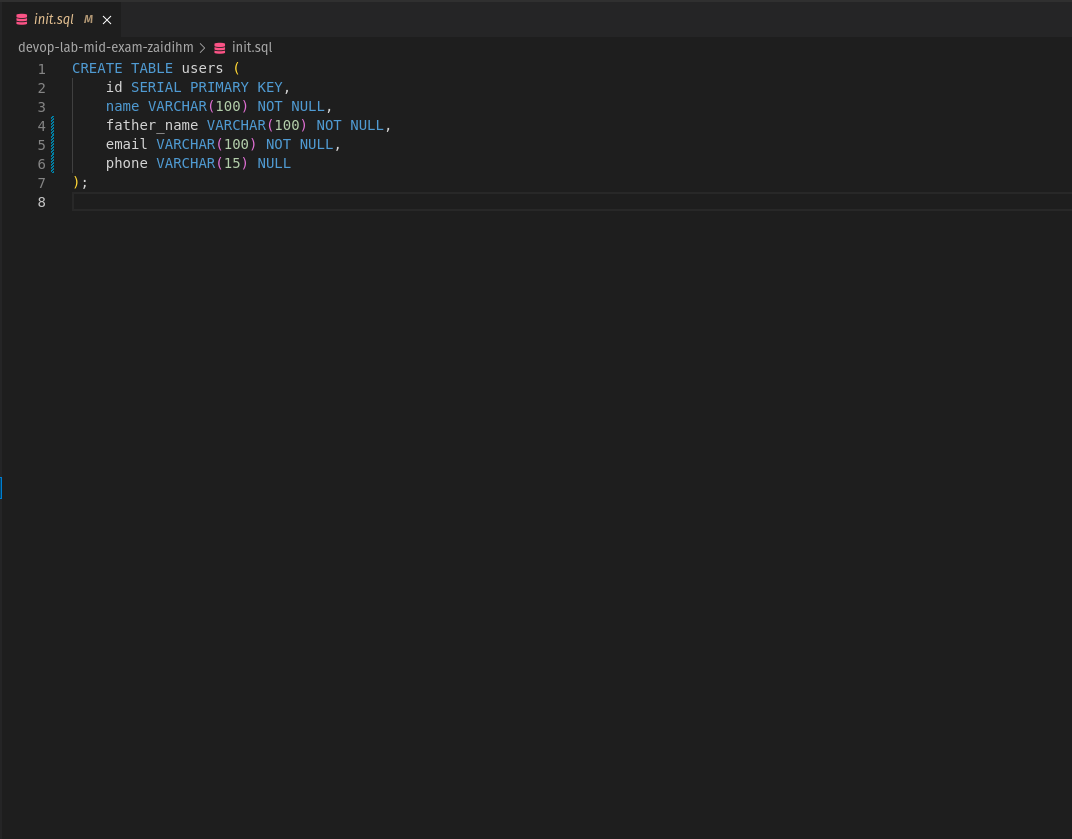 init.sql M
devop-lab-mid-exam-zaidihm > init.sql
1 CREATE TABLE users (
2 id SERIAL PRIMARY KEY,
3 name VARCHAR(100) NOT NULL,
4 father_name VARCHAR(100) NOT NULL,
5 email VARCHAR(100) NOT NULL,
6 phone VARCHAR(15) NULL
7 );
8